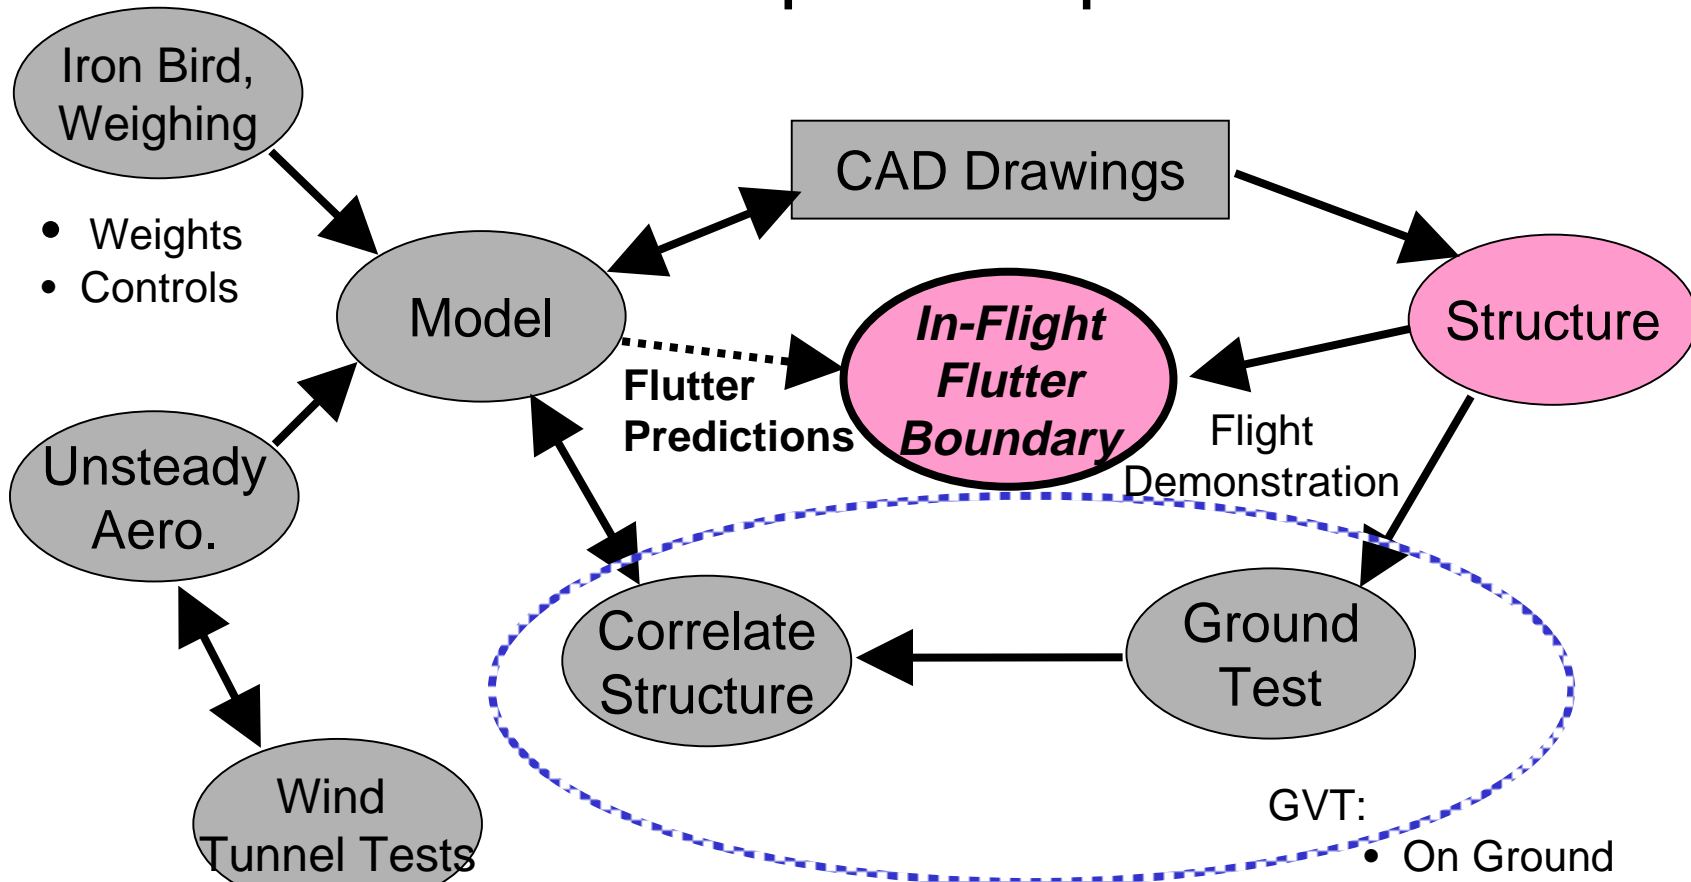 Iron Bird,
Weighing
• Weights
• Controls
CAD Drawings
Model
Structure
In-Flight
Flutter
Boundary
Flutter
Predictions
Flight
Demonstration
Unsteady
Aero.
Correlate
Structure
Ground
Test
Wind
Tunnel Tests
GVT:
• On Ground